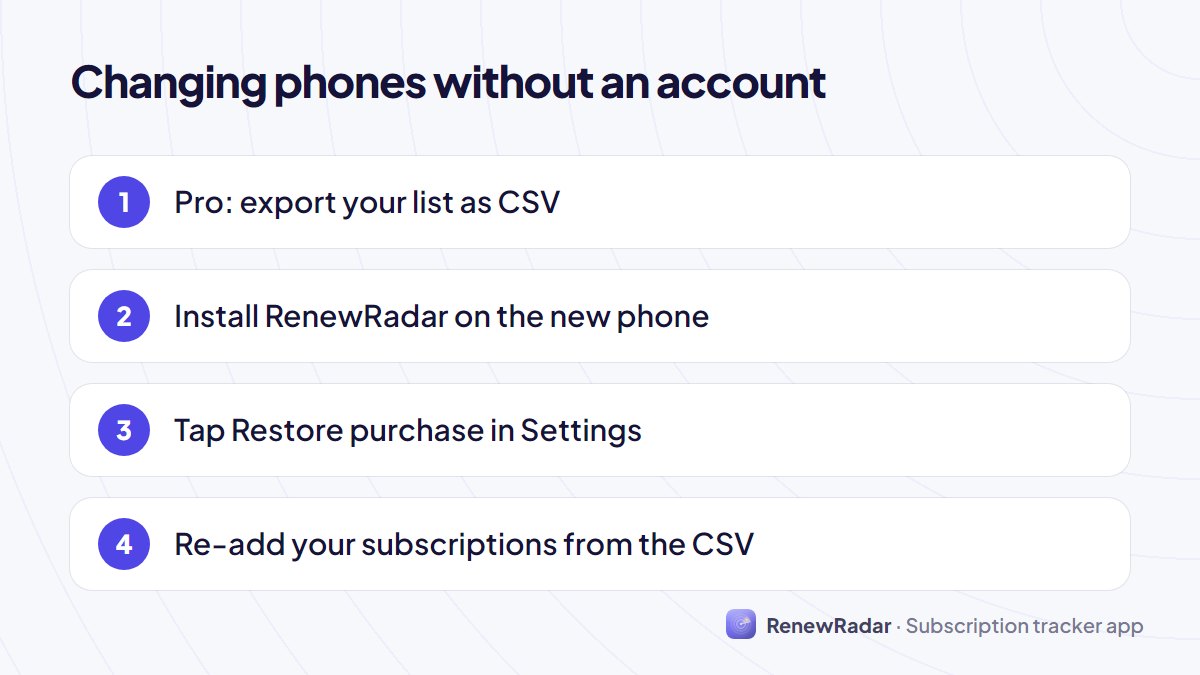 Changing phones without an account
1 Pro: export your list as CSV
2 Install RenewRadar on the new phone
3 Tap Restore purchase in Settings
4 Re-add your subscriptions from the CSV
RenewRadar · Subscription tracker app